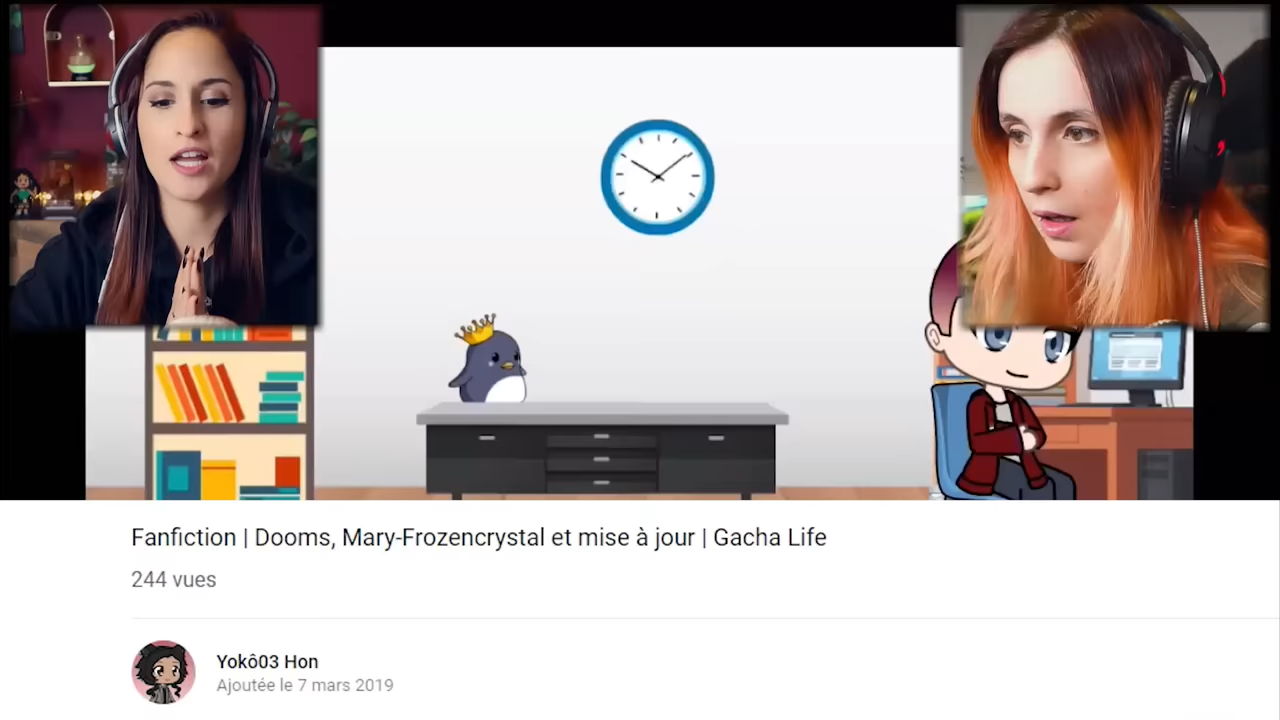 Fanfiction | Dooms, Mary-Frozencrystal et mise à jour | Gacha Life
244 vues
Yokô03 Hon
Ajoutée le 7 mars 2019